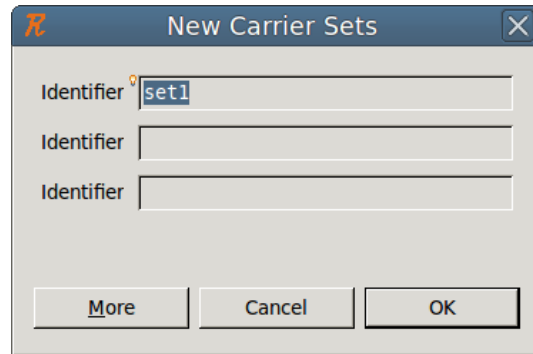 New Carrier Sets
Identifier set1
Identifier
Identifier
More Cancel OK